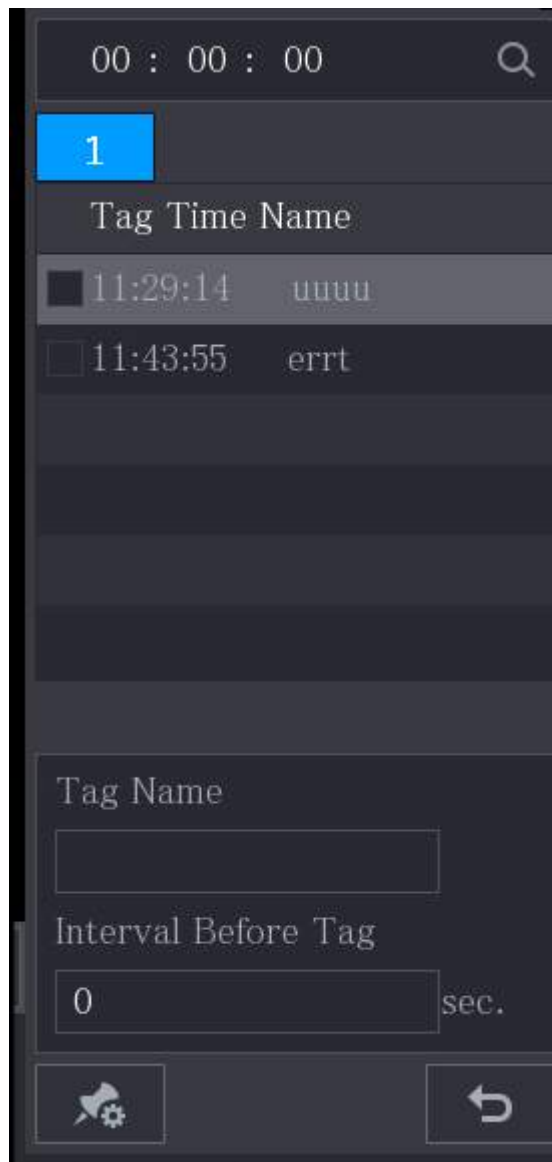 00 : 00 : 00
1
Tag Time Name
11:29:14 uuuu
11:43:55 errt
Tag Name
Interval Before Tag
0 sec.